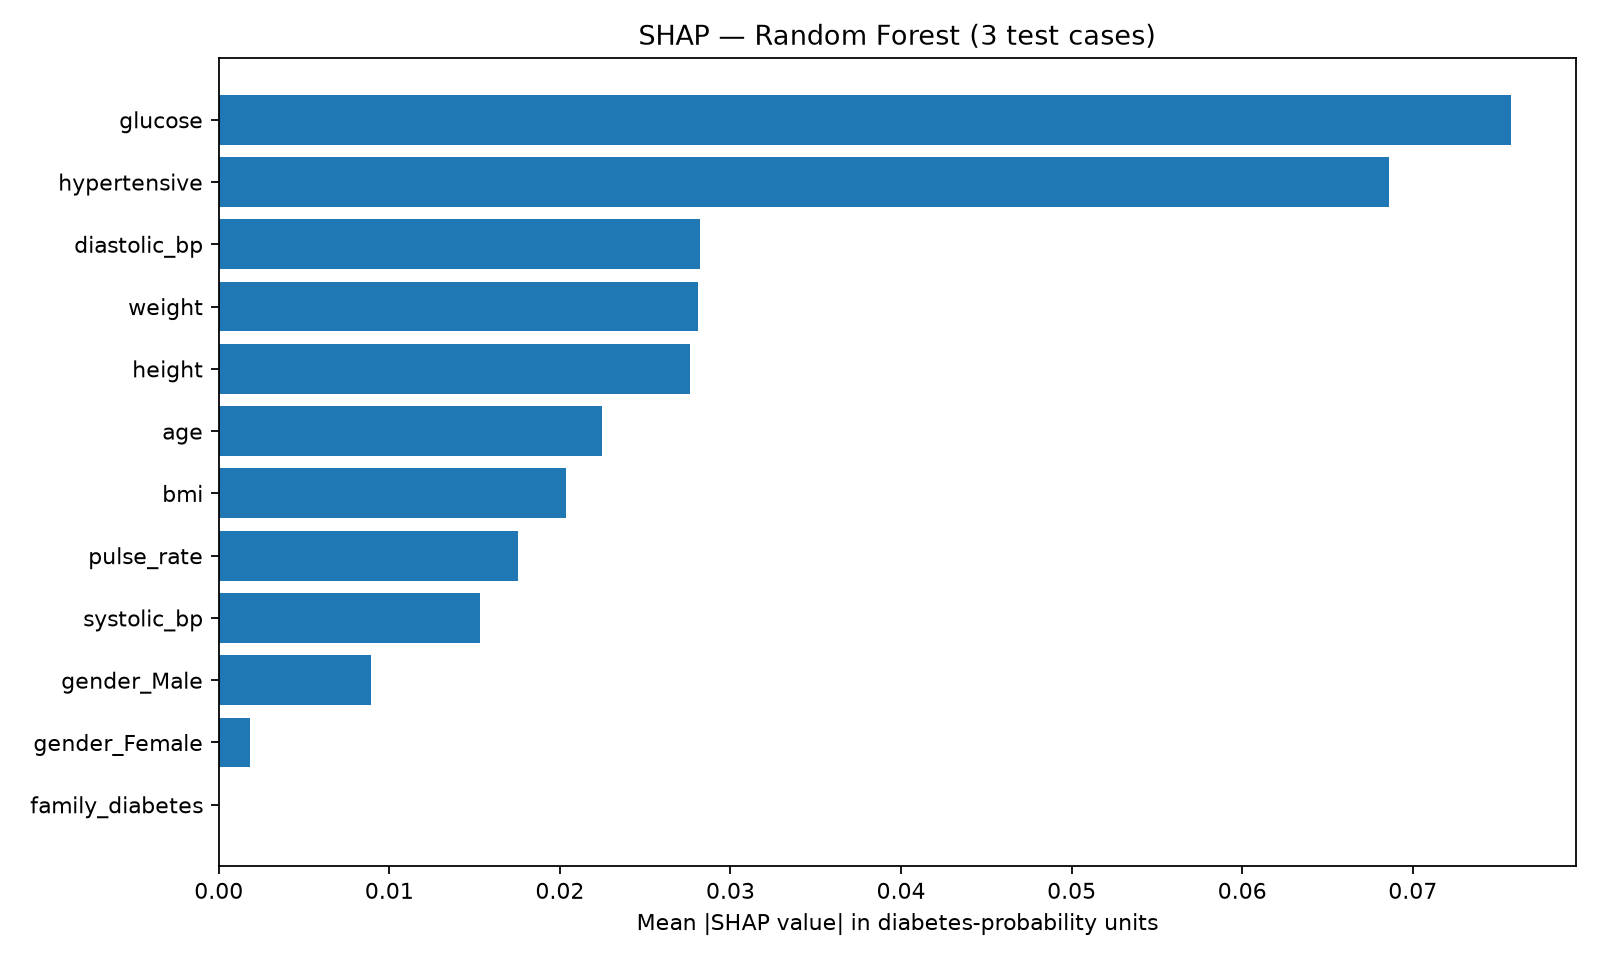 SHAP — Random Forest (3 test cases)
glucose
hypertensive
diastolic_bp
weight
height
age
bmi
pulse_rate
systolic_bp
gender_Male
gender_Female
family_diabetes
0.00 0.01 0.02 0.03 0.04 0.05 0.06 0.07
Mean |SHAP value| in diabetes-probability units